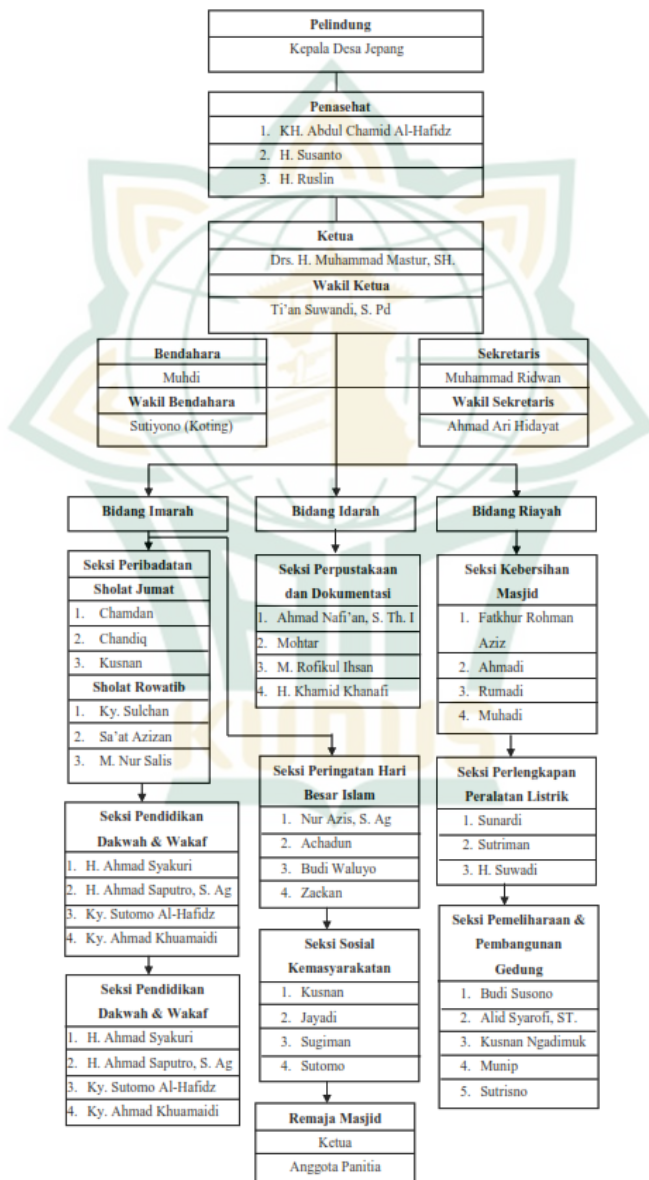 Pelindung
Kepala Desa Jepang
Penasehat
1. KH. Abdul Chamid Al-Hafidz
2. H. Susanto
3. H. Ruslin
Ketua
Drs. H. Muhammad Mastur, SH.
Wakil Ketua
Ti'an Suwandi, S. Pd
Bendahara
Muhdi
Wakil Bendahara
Sutiyono (Koting)
Sekretaris
Muhammad Ridwan
Wakil Sekretaris
Ahmad Ari Hidayat
Bidang Imarah
Bidang Idarah
Bidang Riayah
Seksi Peribadatan
Sholat Jumat
1. Chamdan
2. Chandiq
3. Kusnan
Sholat Rowatib
1. Ky. Sulchan
2. Sa'at Azizan
3. M. Nur Salis
Seksi Perpustakaan
dan Dokumentasi
1. Ahmad Nafi'an, S. Th. I
2. Mohtar
3. M. Rofikul Ihsan
4. H. Khamid Khanafi
Seksi Kebersihan
Masjid
1. Fatkhur Rohman
Aziz
2. Ahmadi
3. Rumadi
4. Muhadi
KUDUS
Seksi Pendidikan
Dakwah & Wakaf
1. H. Ahmad Syakuri
2. H. Ahmad Saputro, S. Ag
3. Ky. Sutomo Al-Hafidz
4. Ky. Ahmad Khuamaidi
Seksi Pendidikan
Dakwah & Wakaf
1. H. Ahmad Syakuri
2. H. Ahmad Saputro, S. Ag
3. Ky. Sutomo Al-Hafidz
4. Ky. Ahmad Khuamaidi
Seksi Peringatan Hari
Besar Islam
1. Nur Azis, S. Ag
2. Achadun
3. Budi Waluyo
4. Zaekan
Seksi Sosial
Kemasyarakatan
1. Kusnan
2. Jayadi
3. Sugiman
4. Sutomo
Remaja Masjid
Ketua
Anggota Panitia
Seksi Perlengkapan
Peralatan Listrik
1. Sunardi
2. Sutriman
3. H. Suwadi
Seksi Pemeliharaan &
Pembangunan
Gedung
1. Budi Susono
2. Alid Syarofi, ST.
3. Kusnan Ngadimuk
4. Munip
5. Sutrisno